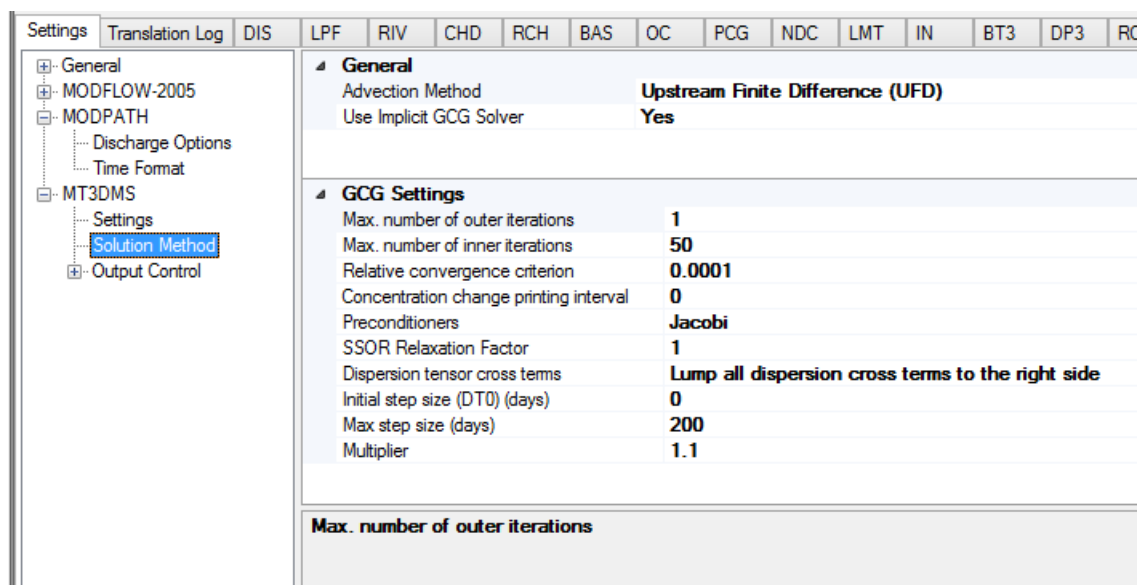 Settings Translation Log DIS LPF RIV CHD RCH BAS OC PCG NDC LMT IN BT3 DP3
General
MODFLOW-2005
MODPATH
Discharge Options
Time Format
MT3DMS
Settings
Solution Method
Output Control
General
Advection Method Upstream Finite Difference (UFD)
Use Implicit GCG Solver Yes
GCG Settings
Max. number of outer iterations 1
Max. number of inner iterations 50
Relative convergence criterion 0.0001
Concentration change printing interval 0
Preconditioners Jacobi
SSOR Relaxation Factor 1
Dispersion tensor cross terms Lump all dispersion cross terms to the right side
Initial step size (DT0) (days) 0
Max step size (days) 200
Multiplier 1.1
Max. number of outer iterations